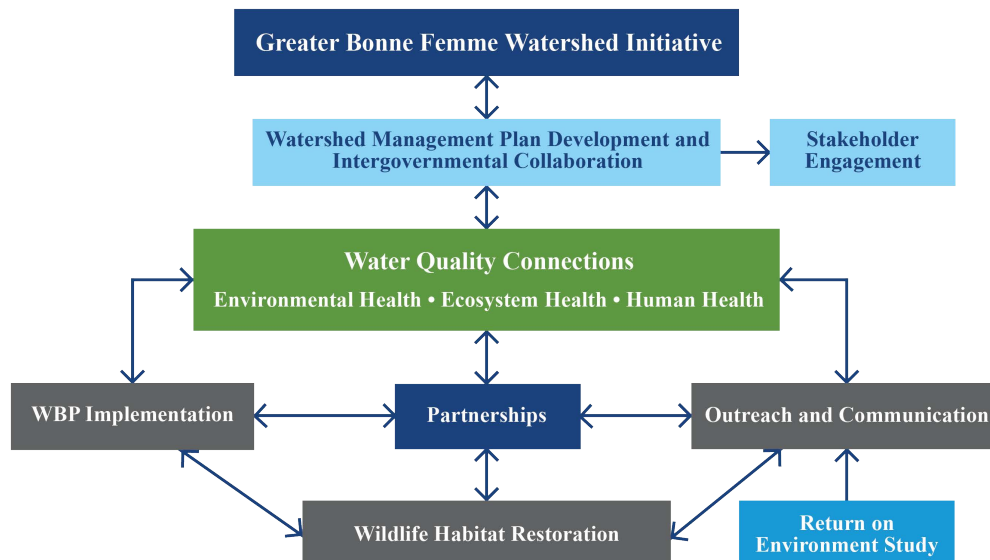 Greater Bonne Femme Watershed Initiative
Watershed Management Plan Development and
Intergovernmental Collaboration
Stakeholder
Engagement
Water Quality Connections
Environmental Health • Ecosystem Health • Human Health
WBP Implementation
Partnerships
Outreach and Communication
Wildlife Habitat Restoration
Return on
Environment Study